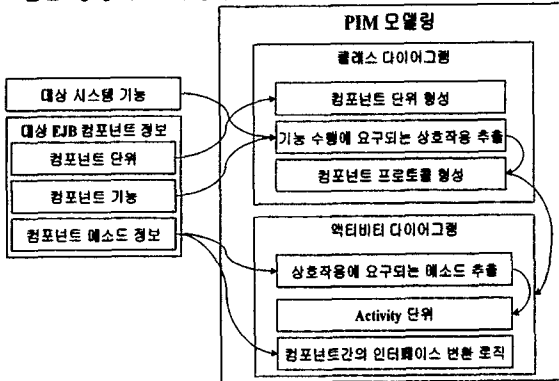 PIM 모델링
클래스 다이어그램
대상 시스템 기능
컴포넌트 단위 형성
대상 EJB 컴포넌트 정보
기능 수행에 요구되는 상호작용 추출
컴포넌트 단위
컴포넌트 프로토콜 형성
컴포넌트 기능
액티비티 다이어그램
컴포넌트 메소드 정보
상호작용에 요구되는 메소드 추출
Activity 단위
컴포넌트간의 인터페이스 변환 로직